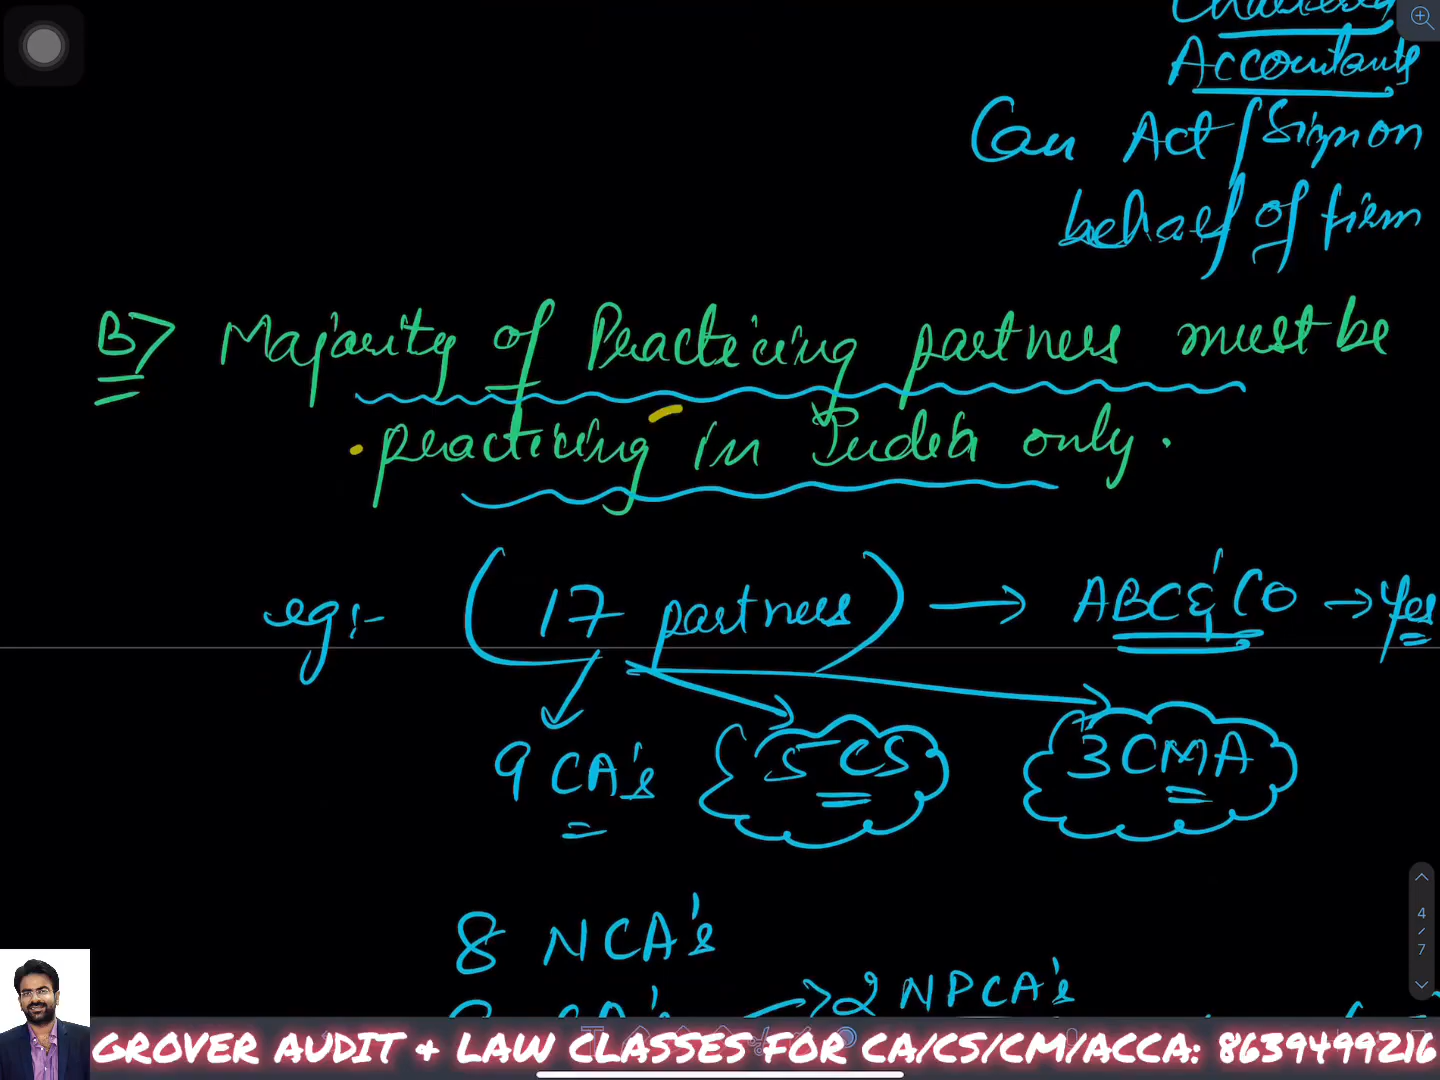 Accountants
Can Act / Sign on
behalf of firm
B> Majority of Practicing partners must be
practicing in India only.
eg:- ( 17 partners ) → ABC & CO → Yes
9 CA's 5 CS 3 CMA
8 NCA's
→ 2 NPCA's
4 / 7
GROVER AUDIT & LAW CLASSES FOR CA/CS/CM/ACCA: 8639499216